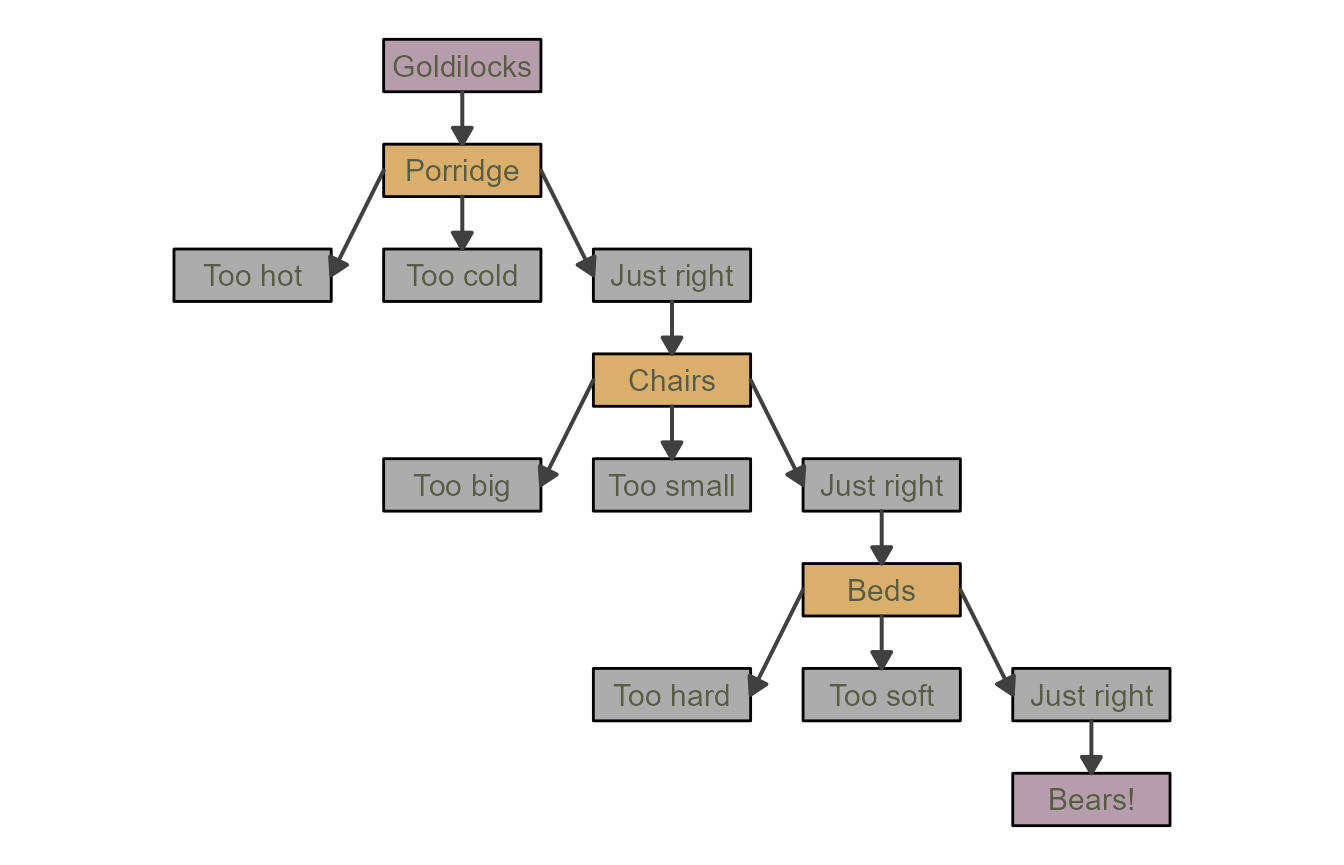 Goldilocks
Porridge
Too hot
Too cold
Just right
Chairs
Too big
Too small
Just right
Beds
Too hard
Too soft
Just right
Bears!